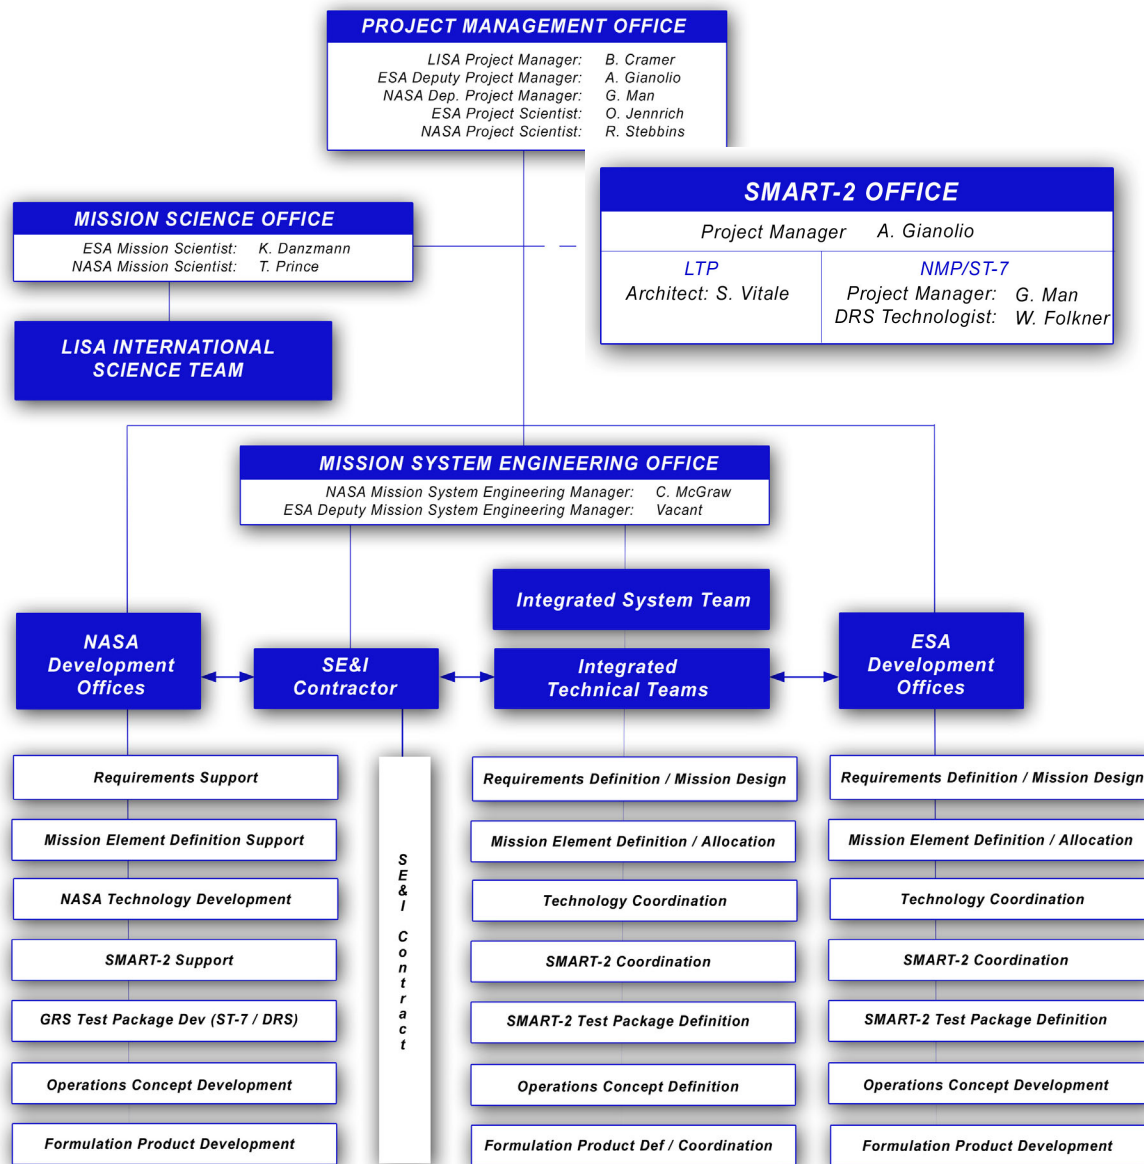 PROJECT MANAGEMENT OFFICE
LISA Project Manager: B. Cramer
ESA Deputy Project Manager: A. Gianolio
NASA Dep. Project Manager: G. Man
ESA Project Scientist: O. Jennrich
NASA Project Scientist: R. Stebbins
SMART-2 OFFICE
Project Manager A. Gianolio
LTP
Architect: S. Vitale
NMP/ST-7
Project Manager: G. Man
DRS Technologist: W. Folkner
MISSION SCIENCE OFFICE
ESA Mission Scientist: K. Danzmann
NASA Mission Scientist: T. Prince
LISA INTERNATIONAL
SCIENCE TEAM
MISSION SYSTEM ENGINEERING OFFICE
NASA Mission System Engineering Manager: C. McGraw
ESA Deputy Mission System Engineering Manager: Vacant
Integrated System Team
NASA
Development
Offices
SE&I
Contractor
Integrated
Technical Teams
ESA
Development
Offices
Requirements Support
Mission Element Definition Support
NASA Technology Development
SMART-2 Support
GRS Test Package Dev (ST-7 / DRS)
Operations Concept Development
Formulation Product Development
SE&I Contract
Requirements Definition / Mission Design
Mission Element Definition / Allocation
Technology Coordination
SMART-2 Coordination
SMART-2 Test Package Definition
Operations Concept Definition
Formulation Product Def / Coordination
Requirements Definition / Mission Design
Mission Element Definition / Allocation
Technology Coordination
SMART-2 Coordination
SMART-2 Test Package Definition
Operations Concept Development
Formulation Product Development